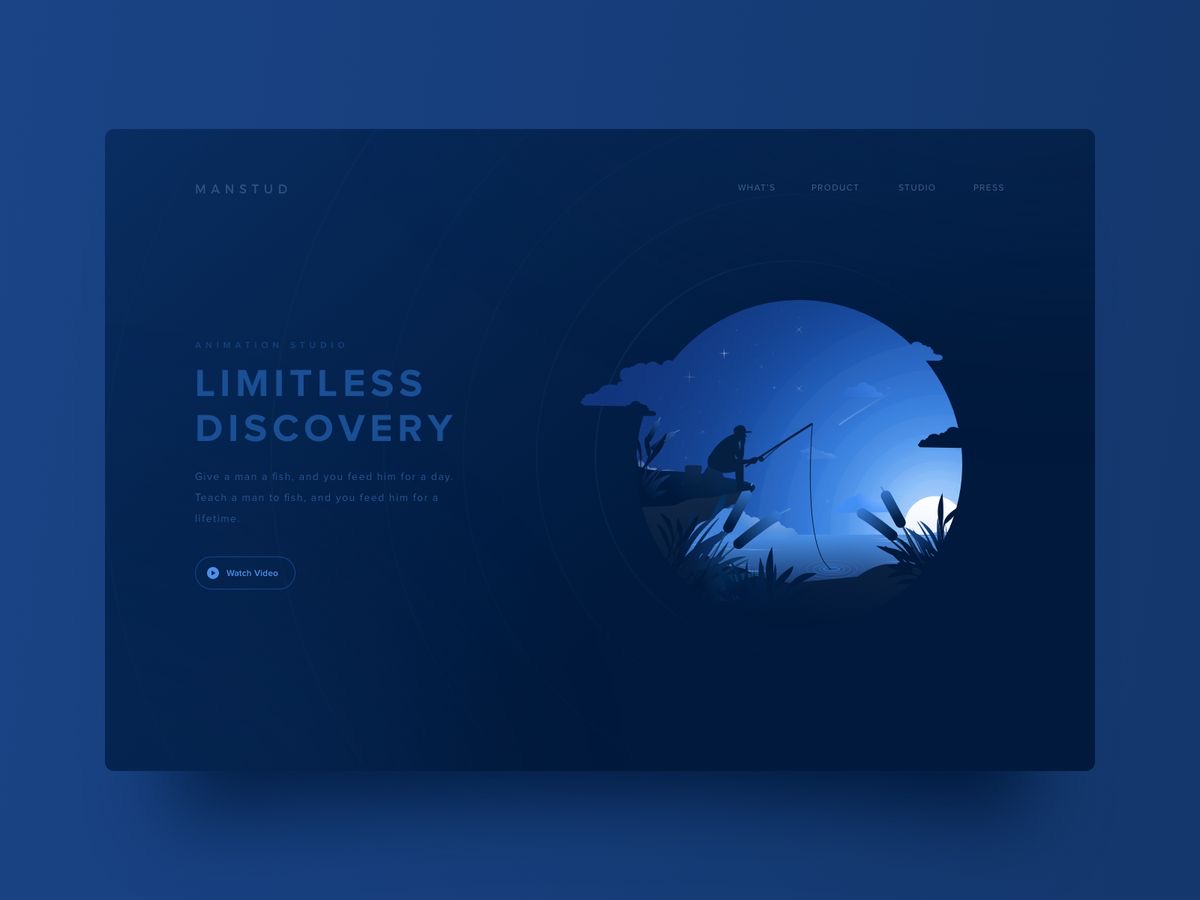 MANSTUD
WHAT'S PRODUCT STUDIO PRESS
ANIMATION STUDIO
LIMITLESS
DISCOVERY
Give a man a fish, and you feed him for a day.
Teach a man to fish, and you feed him for a
lifetime.
Watch Video